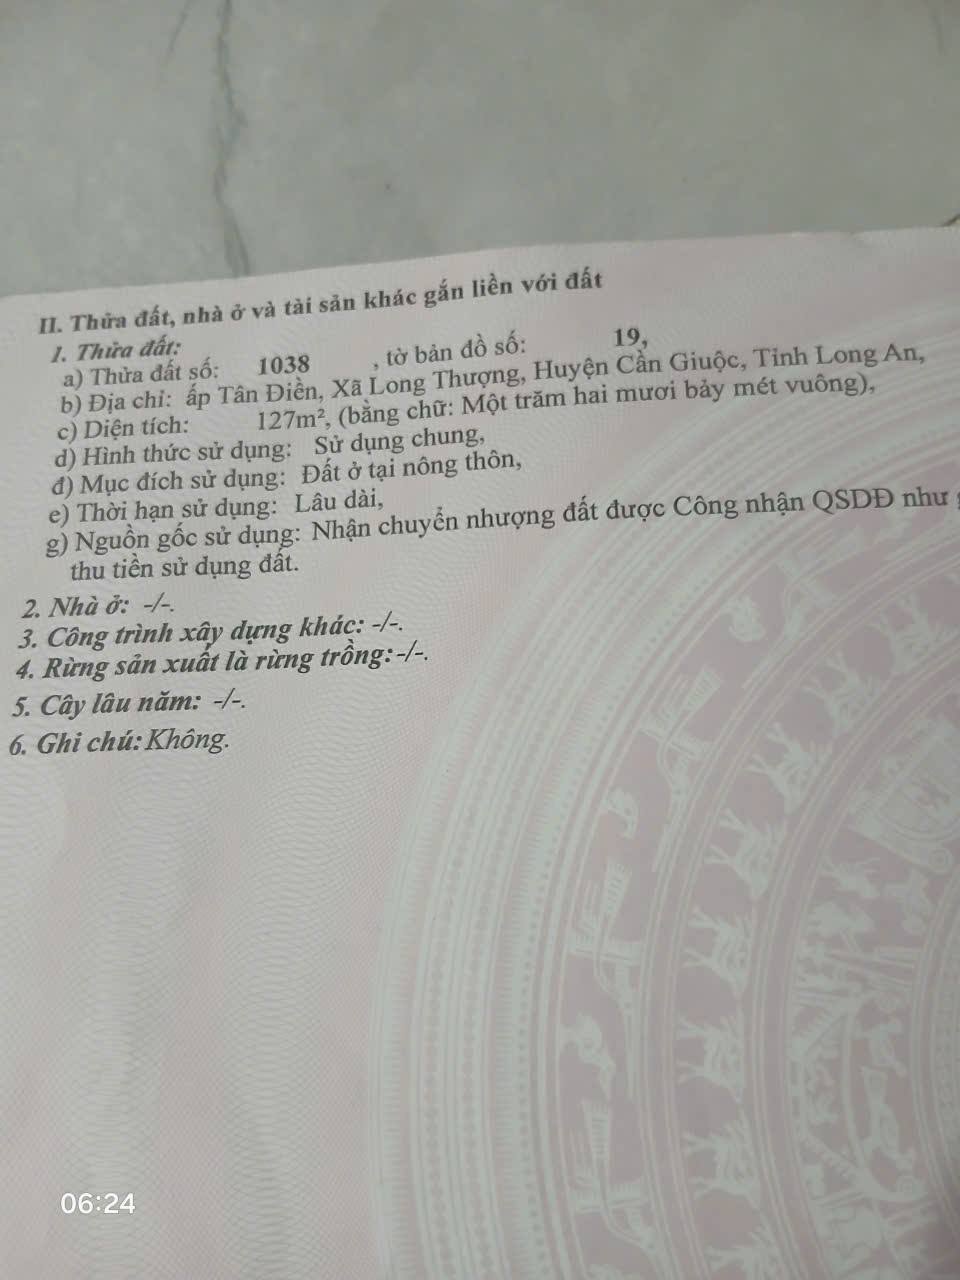 II. Thửa đất, nhà ở và tài sản khác gắn liền với đất
1. Thửa đất:
a) Thửa đất số: 1038 , tờ bản đồ số: 19,
b) Địa chỉ: ấp Tân Điền, Xã Long Thượng, Huyện Cần Giuộc, Tỉnh Long An,
c) Diện tích: 127m², (bằng chữ: Một trăm hai mươi bảy mét vuông),
d) Hình thức sử dụng: Sử dụng chung,
đ) Mục đích sử dụng: Đất ở tại nông thôn,
e) Thời hạn sử dụng: Lâu dài,
g) Nguồn gốc sử dụng: Nhận chuyển nhượng đất được Công nhận QSDĐ như
thu tiền sử dụng đất.
2. Nhà ở: -/-.
3. Công trình xây dựng khác: -/-.
4. Rừng sản xuất là rừng trồng: -/-.
5. Cây lâu năm: -/-.
6. Ghi chú: Không.
06:24